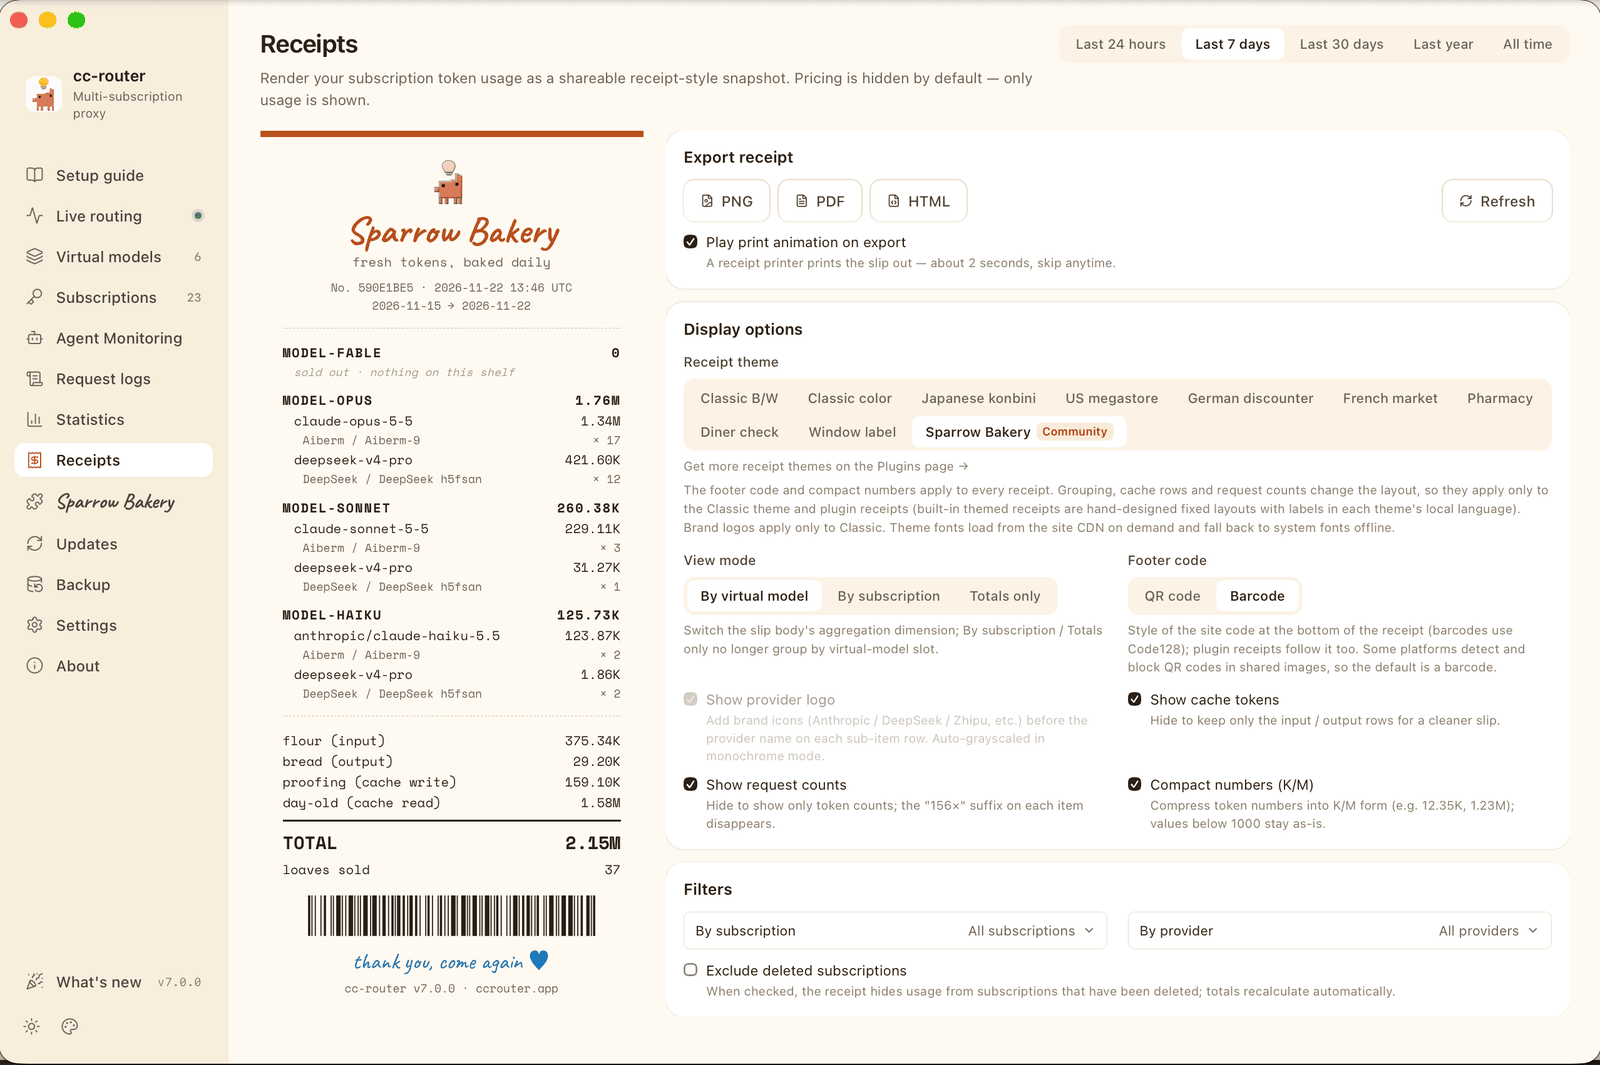 cc-router
Multi-subscription
proxy
Setup guide
Live routing
Virtual models 6
Subscriptions 23
Agent Monitoring
Request logs
Statistics
Receipts
Sparrow Bakery
Updates
Backup
Settings
About
What's new v7.0.0
Receipts
Render your subscription token usage as a shareable receipt-style snapshot. Pricing is hidden by default — only
usage is shown.
Last 24 hours Last 7 days Last 30 days Last year All time
Sparrow Bakery
fresh tokens, baked daily
No. 590E1BE5 · 2026-11-22 13:46 UTC
2026-11-15 → 2026-11-22
MODEL-FABLE 0
sold out · nothing on this shelf
MODEL-OPUS 1.76M
claude-opus-5-5 1.34M
Aiberm / Aiberm-9 × 17
deepseek-v4-pro 421.60K
DeepSeek / DeepSeek h5fsan × 12
MODEL-SONNET 260.38K
claude-sonnet-5-5 229.11K
Aiberm / Aiberm-9 × 3
deepseek-v4-pro 31.27K
DeepSeek / DeepSeek h5fsan × 1
MODEL-HAIKU 125.73K
anthropic/claude-haiku-5.5 123.87K
Aiberm / Aiberm-9 × 2
deepseek-v4-pro 1.86K
DeepSeek / DeepSeek h5fsan × 2
flour (input) 375.34K
bread (output) 29.20K
proofing (cache write) 159.10K
day-old (cache read) 1.58M
TOTAL 2.15M
loaves sold 37
thank you, come again 💙
cc-router v7.0.0 · ccrouter.app
Export receipt
PNG PDF HTML Refresh
Play print animation on export
A receipt printer prints the slip out — about 2 seconds, skip anytime.
Display options
Receipt theme
Classic B/W Classic color Japanese konbini US megastore German discounter French market Pharmacy
Diner check Window label Sparrow Bakery Community
Get more receipt themes on the Plugins page →
The footer code and compact numbers apply to every receipt. Grouping, cache rows and request counts change the layout, so they apply only to
the Classic theme and plugin receipts (built-in themed receipts are hand-designed fixed layouts with labels in each theme's local language).
Brand logos apply only to Classic. Theme fonts load from the site CDN on demand and fall back to system fonts offline.
View mode
By virtual model By subscription Totals only
Switch the slip body's aggregation dimension; By subscription / Totals
only no longer group by virtual-model slot.
Footer code
QR code Barcode
Style of the site code at the bottom of the receipt (barcodes use
Code128); plugin receipts follow it too. Some platforms detect and
block QR codes in shared images, so the default is a barcode.
Show provider logo
Add brand icons (Anthropic / DeepSeek / Zhipu, etc.) before the
provider name on each sub-item row. Auto-grayscaled in
monochrome mode.
Show cache tokens
Hide to keep only the input / output rows for a cleaner slip.
Show request counts
Hide to show only token counts; the "156×" suffix on each item
disappears.
Compact numbers (K/M)
Compress token numbers into K/M form (e.g. 12.35K, 1.23M);
values below 1000 stay as-is.
Filters
By subscription All subscriptions
By provider All providers
Exclude deleted subscriptions
When checked, the receipt hides usage from subscriptions that have been deleted; totals recalculate automatically.